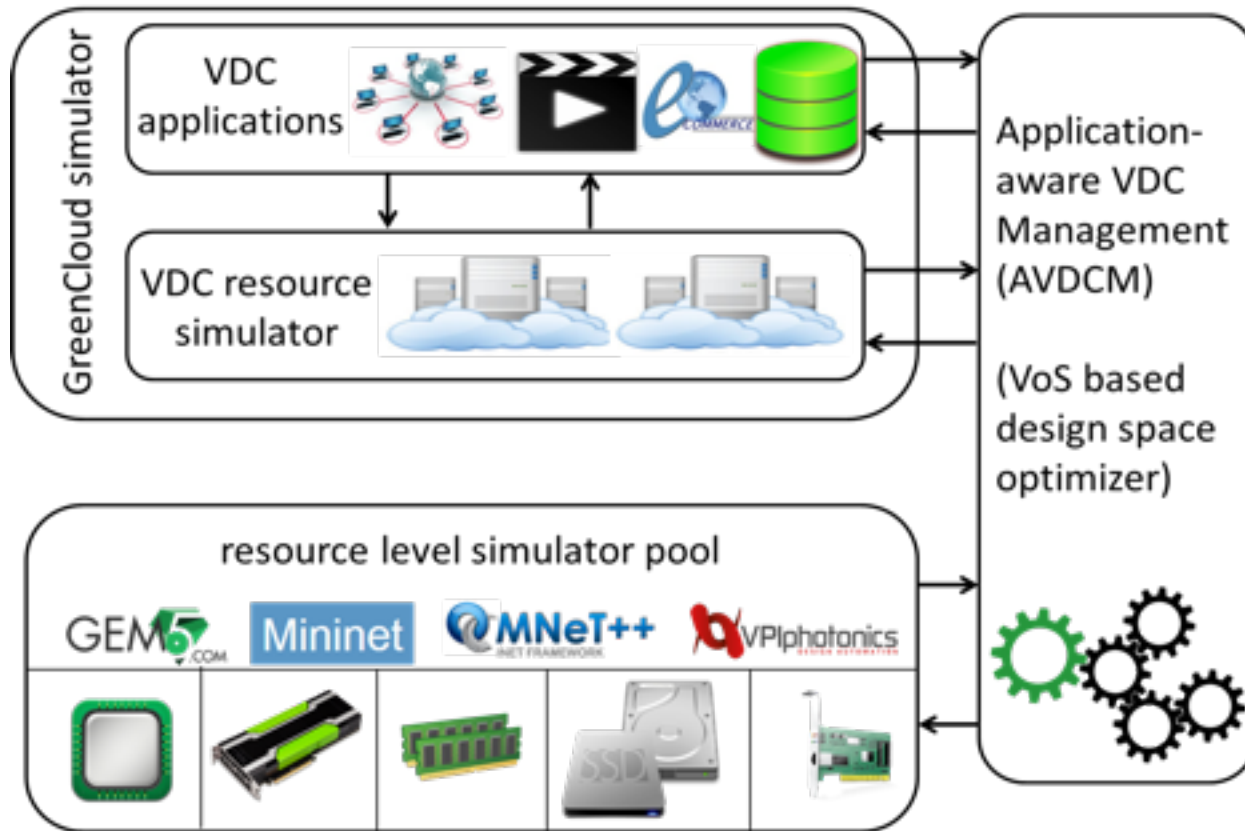 GreenCloud simulator
VDC
applications
e
COMMERCE
VDC resource
simulator
Application-
aware VDC
Management
(AVDCM)
(VoS based
design space
optimizer)
resource level simulator pool
GEM5
.COM
Mininet
OMNeT++
INET FRAMEWORK
VPIphotonics
DESIGN AUTOMATION
SSD